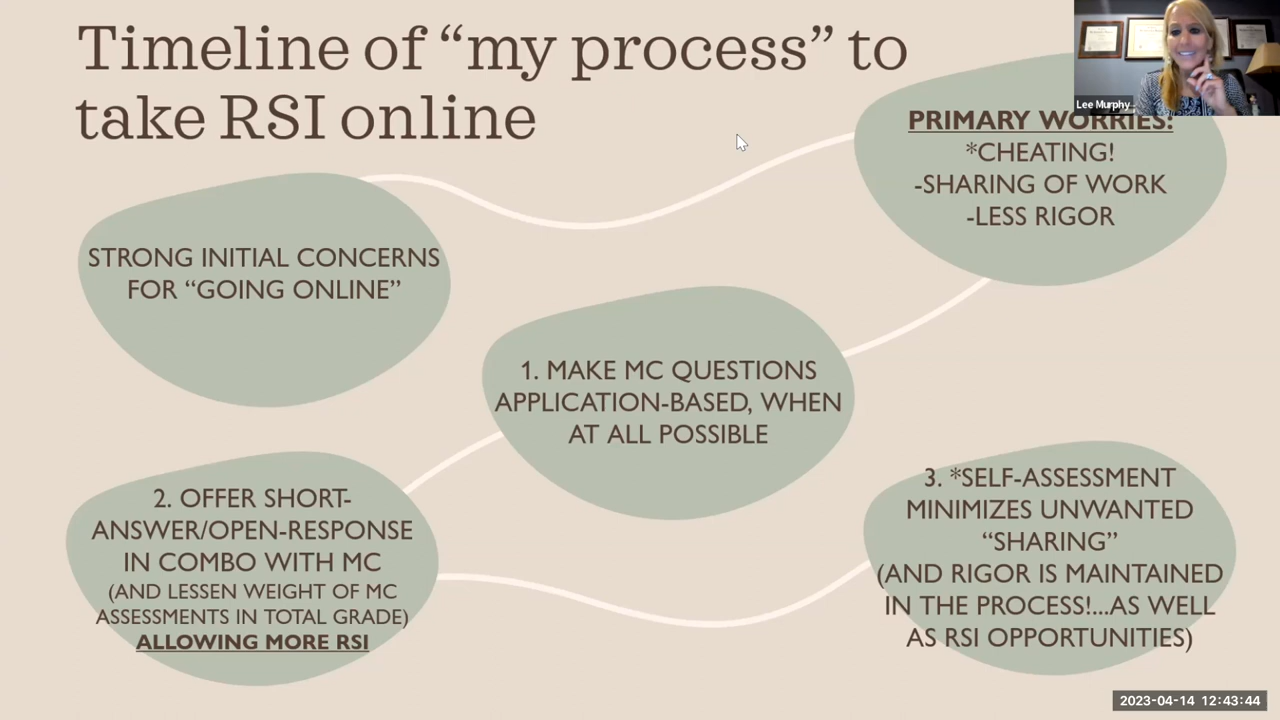 Timeline of “my process” to
take RSI online
Lee Murphy
PRIMARY WORRIES:
*CHEATING!
-SHARING OF WORK
-LESS RIGOR
STRONG INITIAL CONCERNS
FOR “GOING ONLINE”
1. MAKE MC QUESTIONS
APPLICATION-BASED, WHEN
AT ALL POSSIBLE
2. OFFER SHORT-
ANSWER/OPEN-RESPONSE
IN COMBO WITH MC
(AND LESSEN WEIGHT OF MC
ASSESSMENTS IN TOTAL GRADE)
ALLOWING MORE RSI
3. *SELF-ASSESSMENT
MINIMIZES UNWANTED
“SHARING”
(AND RIGOR IS MAINTAINED
IN THE PROCESS!...AS WELL
AS RSI OPPORTUNITIES)
2023-04-14 12:43:44